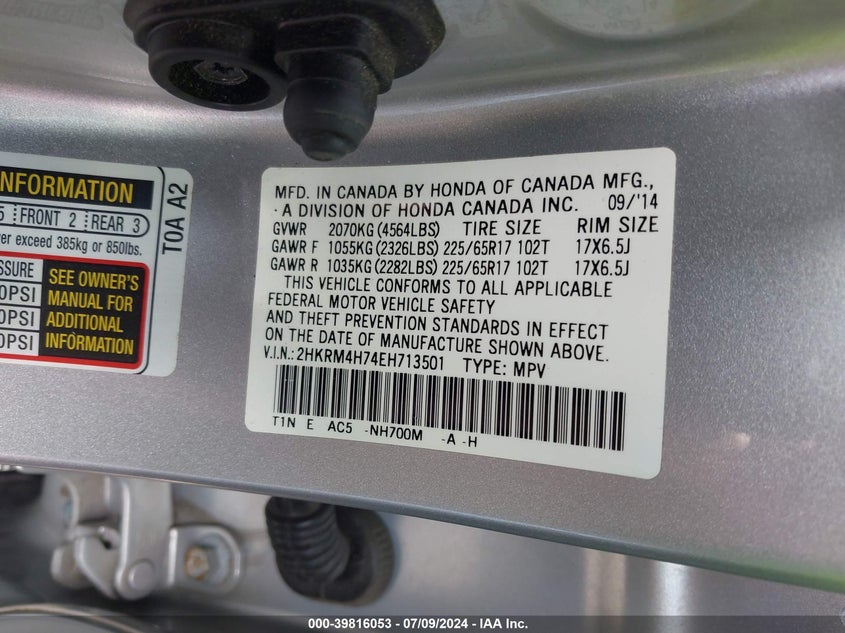 NFORMATION
5 FRONT 2 REAR 3
ver exceed 385kg or 850lbs.
SSURE
0PSI
0PSI
0PSI
SEE OWNER'S
MANUAL FOR
ADDITIONAL
INFORMATION
T0A A2
MFD. IN CANADA BY HONDA OF CANADA MFG.,
A DIVISION OF HONDA CANADA INC. 09/'14
GVWR 2070KG (4564LBS) TIRE SIZE RIM SIZE
GAWR F 1055KG (2326LBS) 225/65R17 102T 17X6.5J
GAWR R 1035KG (2282LBS) 225/65R17 102T 17X6.5J
THIS VEHICLE CONFORMS TO ALL APPLICABLE
FEDERAL MOTOR VEHICLE SAFETY
AND THEFT PREVENTION STANDARDS IN EFFECT
ON THE DATE OF MANUFACTURE SHOWN ABOVE.
V.I.N.: 2HKRM4H74EH713501 TYPE: MPV
T1N E AC5 -NH700M -A -H
000-39816053 - 07/09/2024 - IAA Inc.